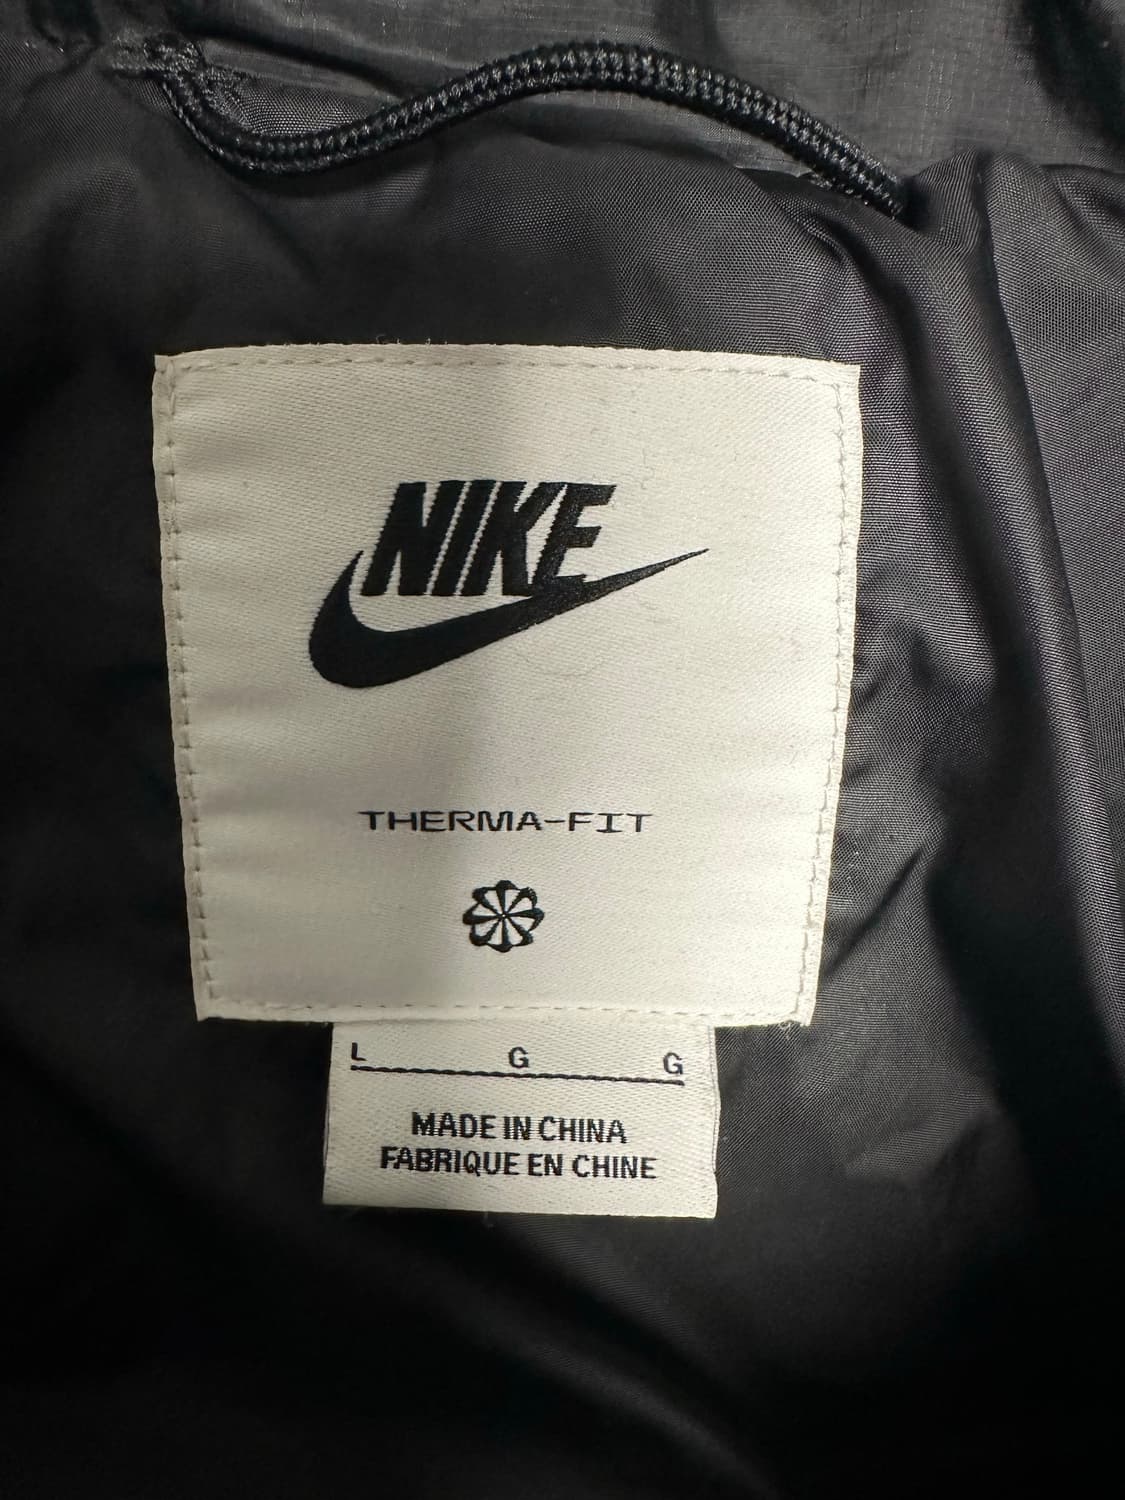 NIKE
THERMA-FIT
L G G
MADE IN CHINA
FABRIQUE EN CHINE